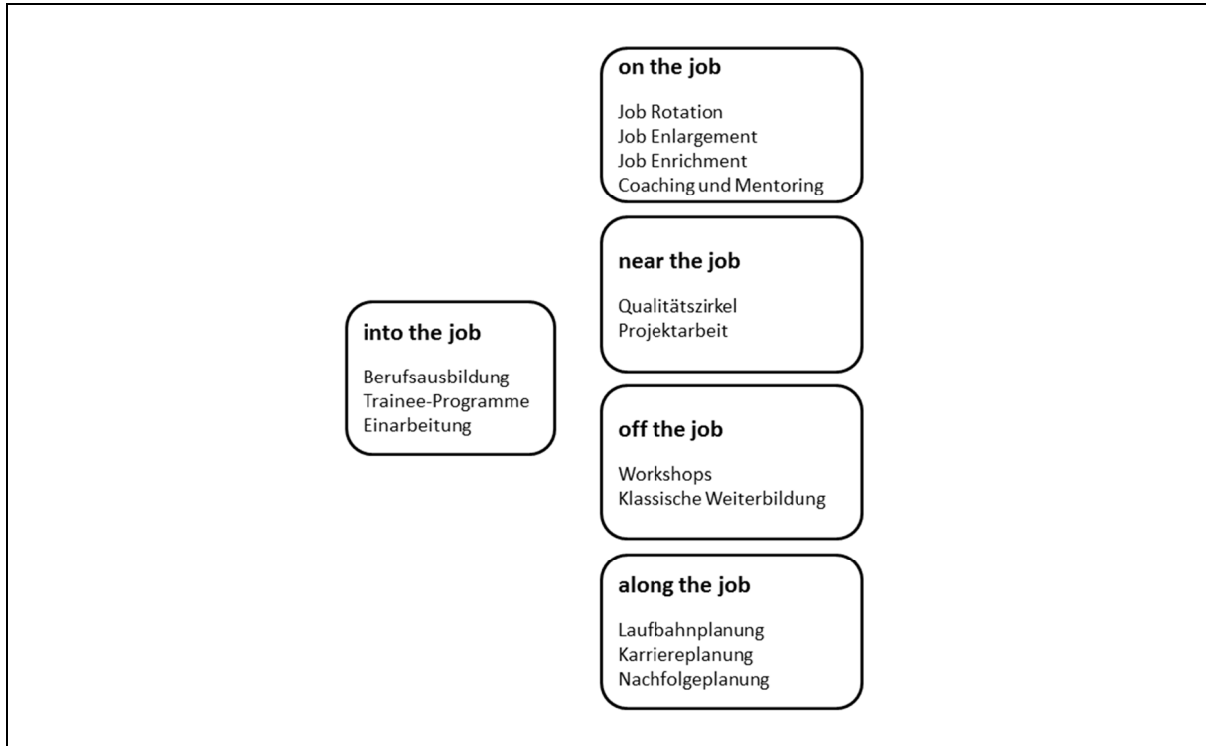 into the job
Berufsausbildung
Trainee-Programme
Einarbeitung
on the job
Job Rotation
Job Enlargement
Job Enrichment
Coaching und Mentoring
near the job
Qualitätszirkel
Projektarbeit
off the job
Workshops
Klassische Weiterbildung
along the job
Laufbahnplanung
Karriereplanung
Nachfolgeplanung